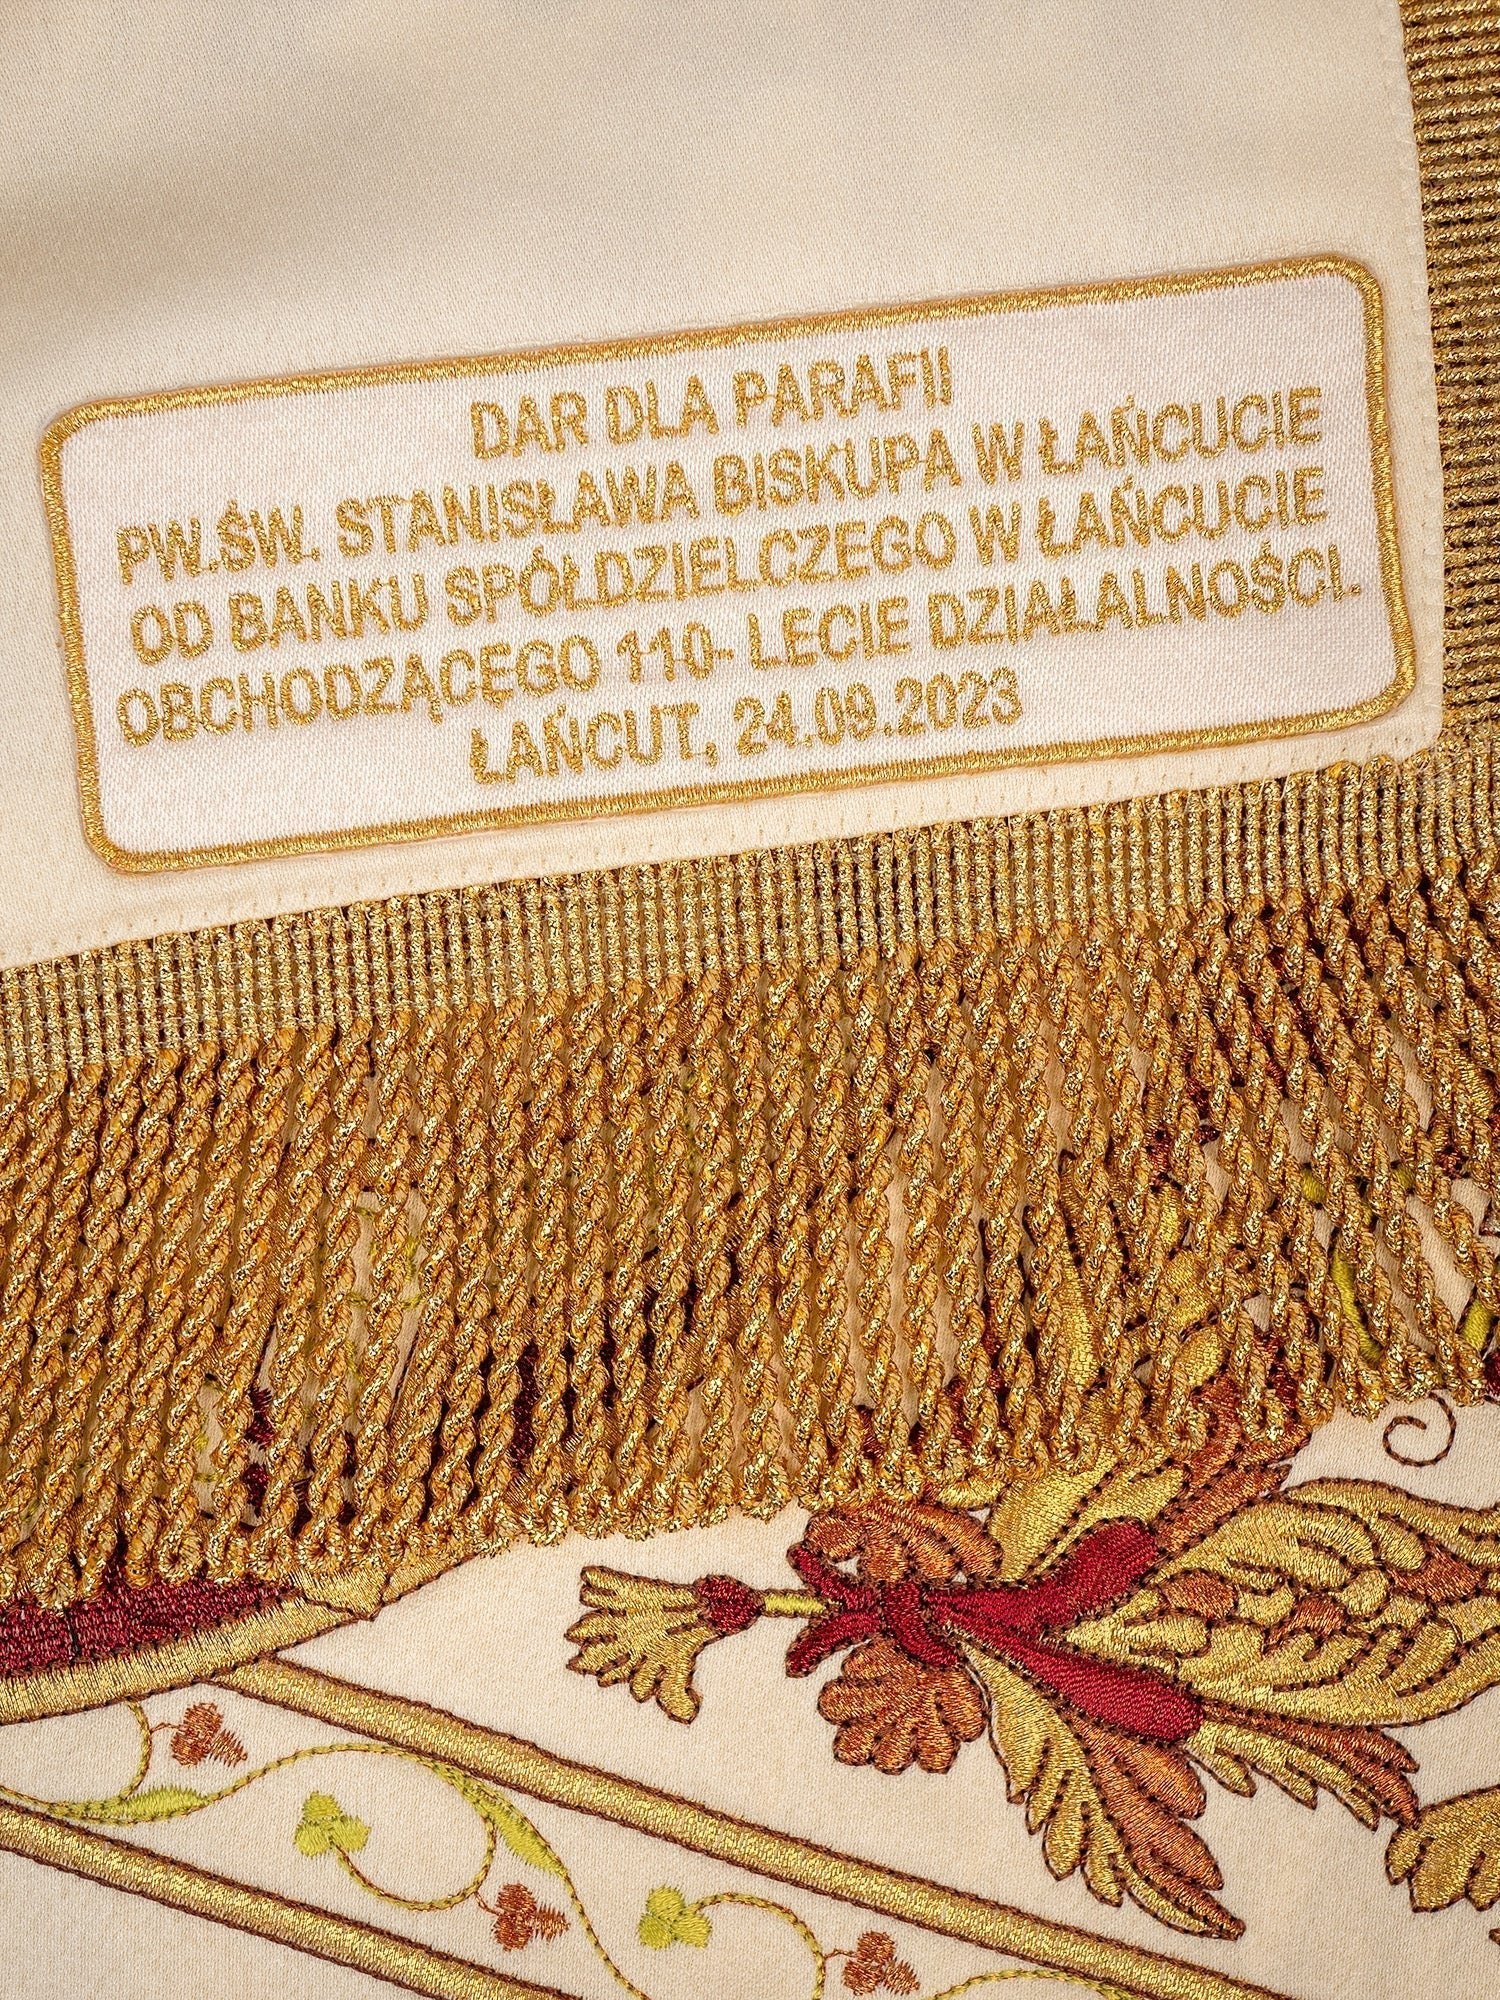 DAR DLA PARAFII
PW.ŚW. STANISŁAWA BISKUPA W ŁAŃCUCIE
OD BANKU SPÓŁDZIELCZEGO W ŁAŃCUCIE
OBCHODZĄCĘGO 110- LECIE DZIAŁALNOŚCI.
ŁAŃCUT, 24.09.2023